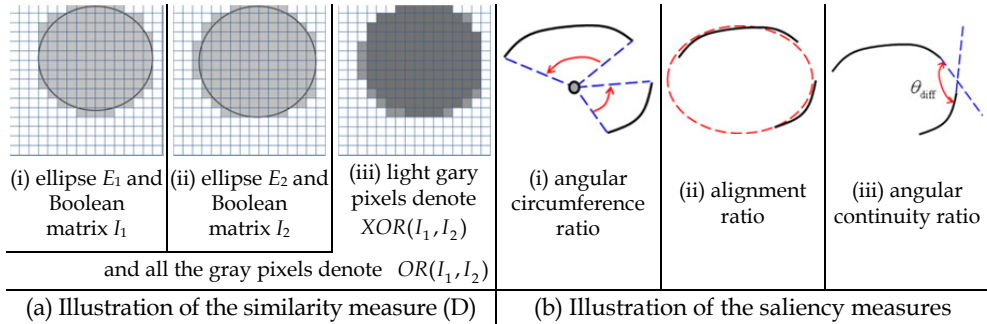 (i) ellipse E₁ and
Boolean
matrix I₁
(ii) ellipse E₂ and
Boolean
matrix I₂
(iii) light gary
pixels denote
XOR(I₁,I₂)
and all the gray pixels denote OR(I₁,I₂)
(a) Illustration of the similarity measure (D)
(i) angular
circumference
ratio
(ii) alignment
ratio
θdiff
(iii) angular
continuity ratio
(b) Illustration of the saliency measures